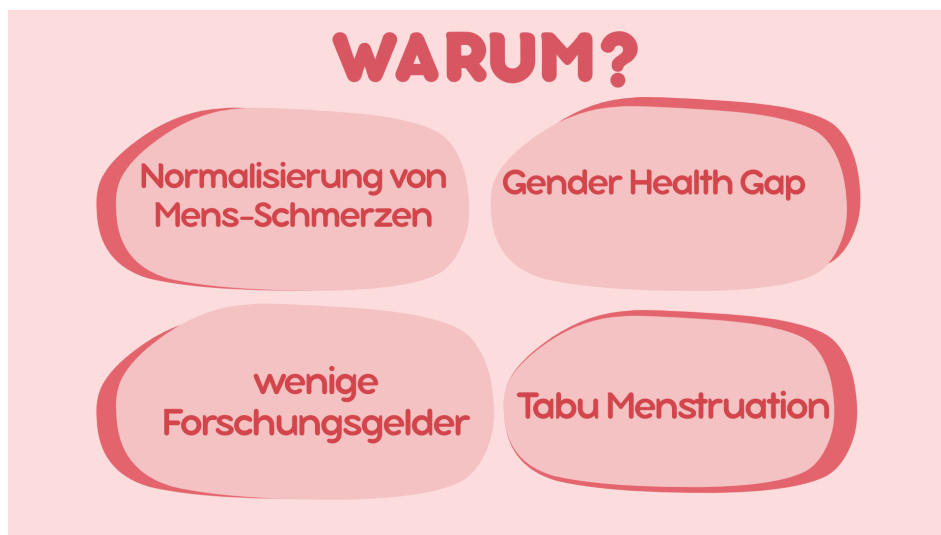 WARUM?
Normalisierung von
Mens-Schmerzen
Gender Health Gap
wenige
Forschungsgelder
Tabu Menstruation